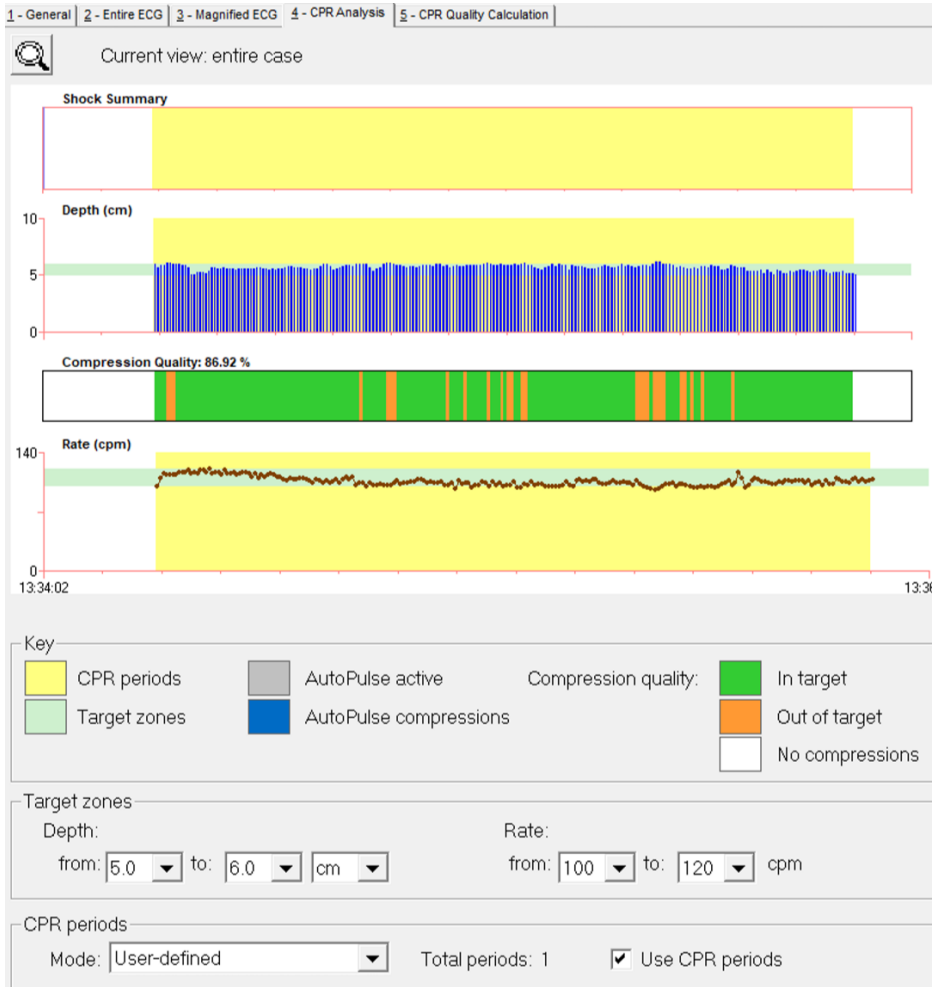 1 - General 2 - Entire ECG 3 - Magnified ECG 4 - CPR Analysis 5 - CPR Quality Calculation
Current view: entire case
Shock Summary
Depth (cm)
10
5
0
Compression Quality: 86.92 %
Rate (cpm)
140
0
13:34:02 13:36
Key
CPR periods AutoPulse active Compression quality: In target
Target zones AutoPulse compressions Out of target
No compressions
Target zones
Depth: Rate:
from: 5.0 to: 6.0 cm from: 100 to: 120 cpm
CPR periods
Mode: User-defined Total periods: 1 Use CPR periods